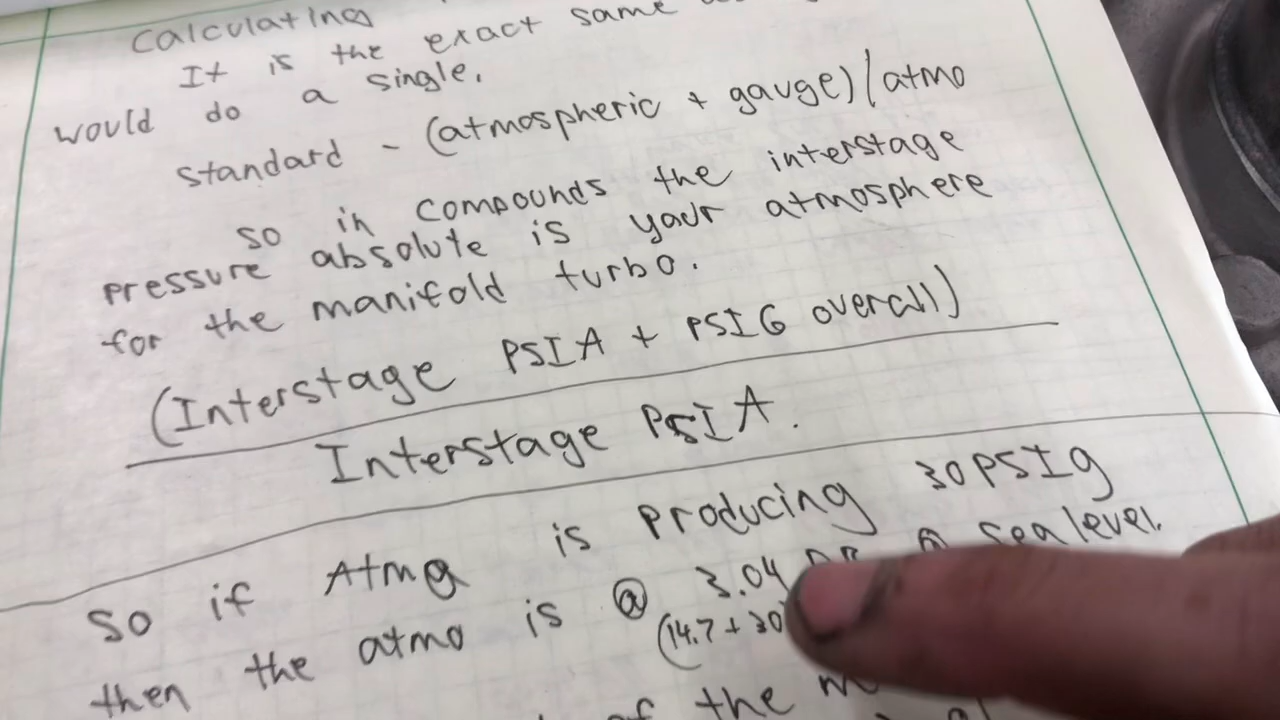 Calculating
It is the exact same
would do a single.
standard - (atmospheric + gauge)/atmo
so in compounds the interstage
pressure absolute is your atmosphere
for the manifold turbo.
(Interstage PSIA + PSIG overall)
Interstage PSIA.
So if Atmo is producing 30PSIg
then the atmo is @ 3.04 PR @ sea level.
(14.7 + 30
of the